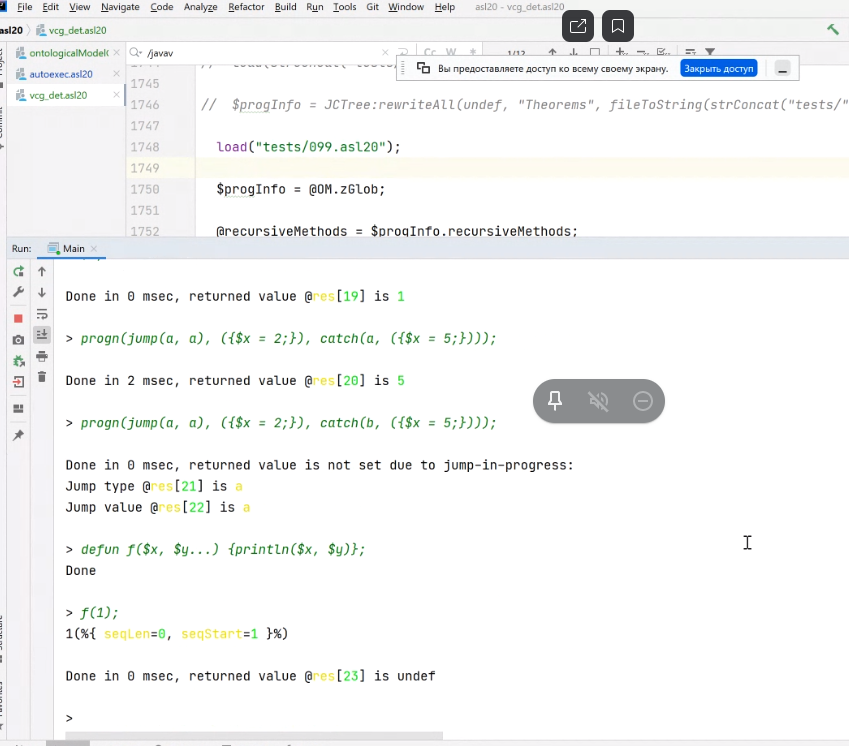 File Edit View Navigate Code Analyze Refactor Build Run Tools Git Window Help asl20 - vcg_det.asl20
asl20 vcg_det.asl20
ontologicalModel
/javav
Cc W
1/12
autoexec.asl20
Вы предоставляете доступ ко всему своему экрану. Закрыть доступ
vcg_det.asl20
1745
1746 // $progInfo = JCTree:rewriteAll(undef, "Theorems", fileToString(strConcat("tests/"
1747
1748 load("tests/099.asl20");
1749
1750 $progInfo = @OM.zGlob;
1751
1752 @recursiveMethods = $progInfo.recursiveMethods;
Run: Main
Done in 0 msec, returned value @res[19] is 1
> progn(jump(a, a), ({$x = 2;}), catch(a, ({$x = 5;})));
Done in 2 msec, returned value @res[20] is 5
> progn(jump(a, a), ({$x = 2;}), catch(b, ({$x = 5;})));
Done in 0 msec, returned value is not set due to jump-in-progress:
Jump type @res[21] is a
Jump value @res[22] is a
> defun f($x, $y...) {println($x, $y)};
Done
> f(1);
1(%{ seqLen=0, seqStart=1 }%)
Done in 0 msec, returned value @res[23] is undef
>